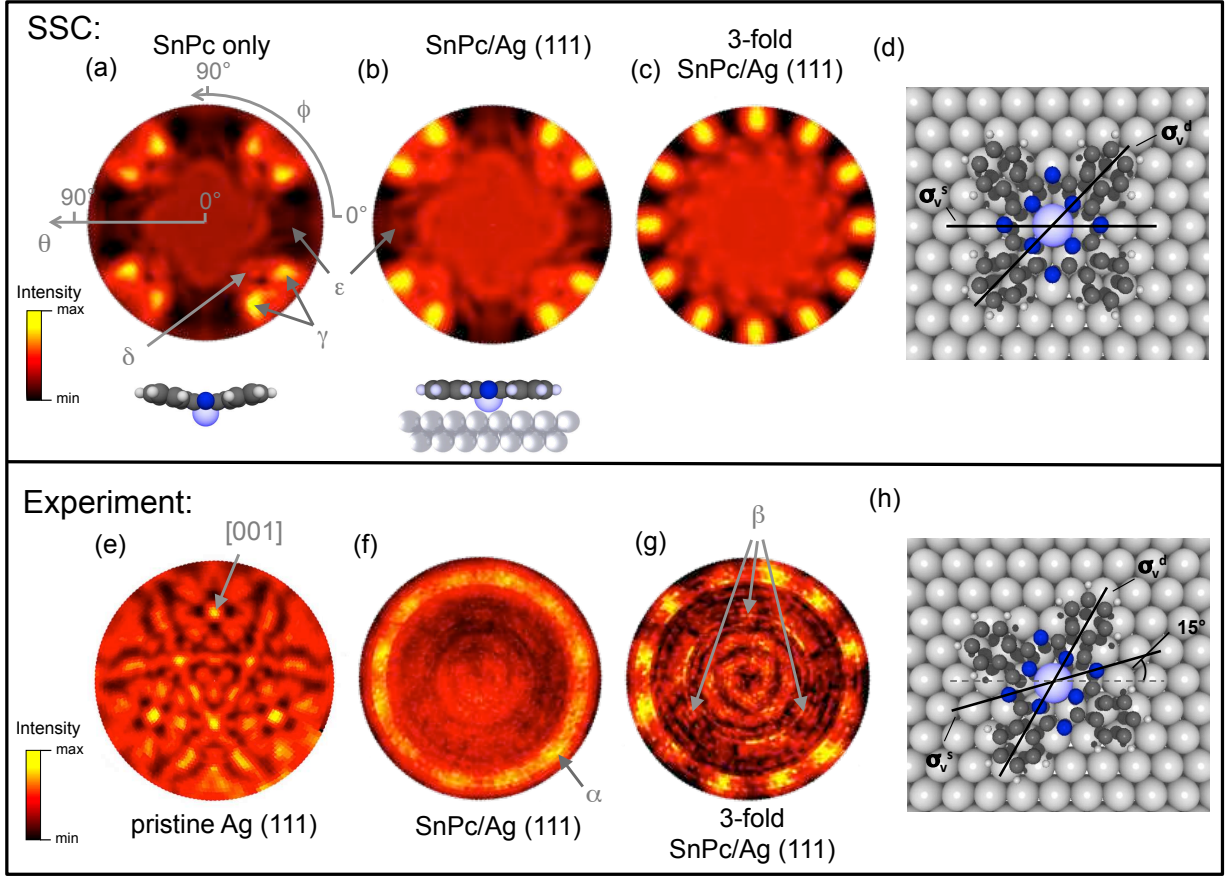 SSC:
SnPc only
SnPc/Ag (111)
3-fold
SnPc/Ag (111)
(a)
(b)
(c)
(d)
90°
ϕ
90°
0°
0°
θ
ε
γ
δ
Intensity
max
min
σᵥᵈ
σᵥˢ
Experiment:
(e)
(f)
(g)
(h)
[001]
β
α
Intensity
max
min
pristine Ag (111)
SnPc/Ag (111)
3-fold
SnPc/Ag (111)
σᵥᵈ
15°
σᵥˢ